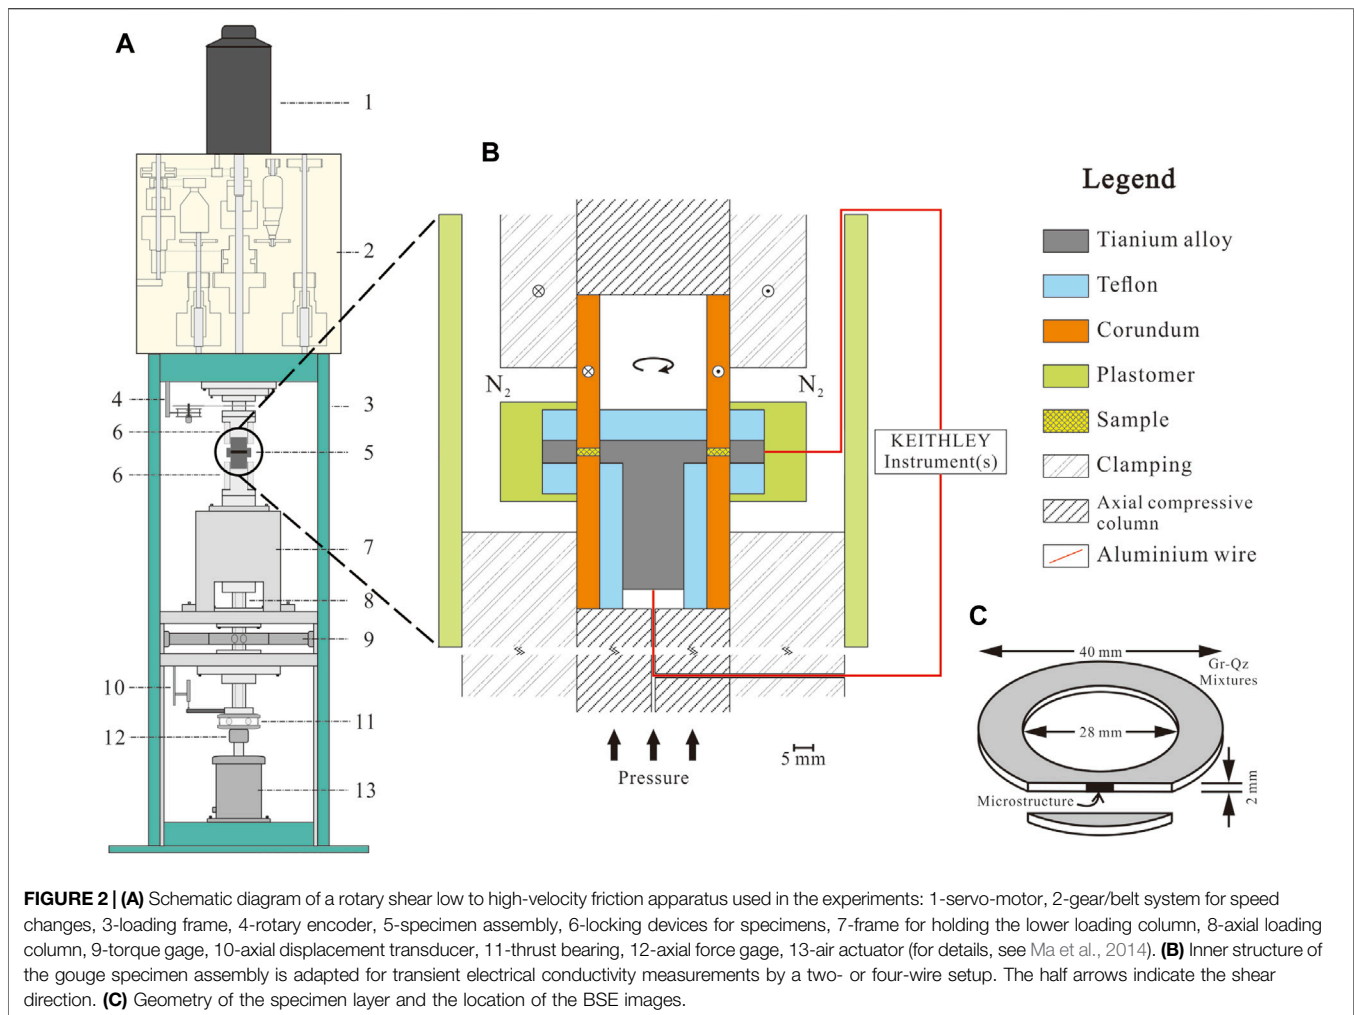 A
1
2
3
4
5
6
6
7
8
9
10
11
12
13
B
N2
N2
KEITHLEY
Instrument(s)
Pressure
5 mm
Legend
Tianium alloy
Teflon
Corundum
Plastomer
Sample
Clamping
Axial compressive
column
Aluminium wire
C
40 mm
Gr-Qz
Mixtures
28 mm
2 mm
Microstructure
FIGURE 2 | (A) Schematic diagram of a rotary shear low to high-velocity friction apparatus used in the experiments: 1-servo-motor, 2-gear/belt system for speed
changes, 3-loading frame, 4-rotary encoder, 5-specimen assembly, 6-locking devices for specimens, 7-frame for holding the lower loading column, 8-axial loading
column, 9-torque gage, 10-axial displacement transducer, 11-thrust bearing, 12-axial force gage, 13-air actuator (for details, see Ma et al., 2014). (B) Inner structure of
the gouge specimen assembly is adapted for transient electrical conductivity measurements by a two- or four-wire setup. The half arrows indicate the shear
direction. (C) Geometry of the specimen layer and the location of the BSE images.